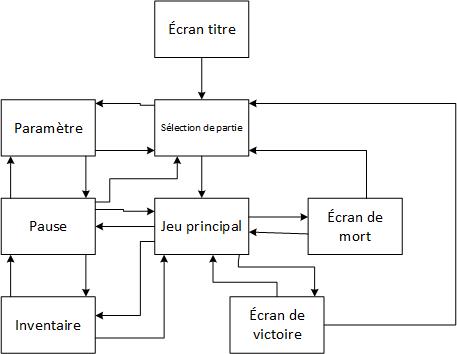 Écran titre
Paramètre
Sélection de partie
Pause
Jeu principal
Écran de
mort
Inventaire
Écran de
victoire